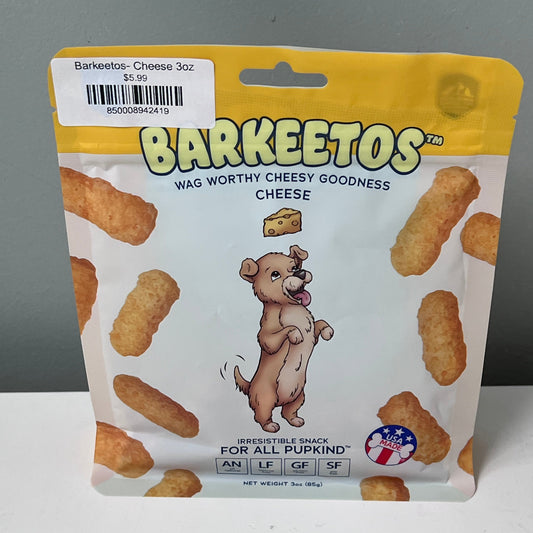 Barkeetos- Cheese 3oz
$5.99
850008942419
BARKEETOS™
WAG WORTHY CHEESY GOODNESS
CHEESE
IRRESISTIBLE SNACK
FOR ALL PUPKIND™
AN LF GF SF
USA
MADE
NET WEIGHT 3oz (85g)